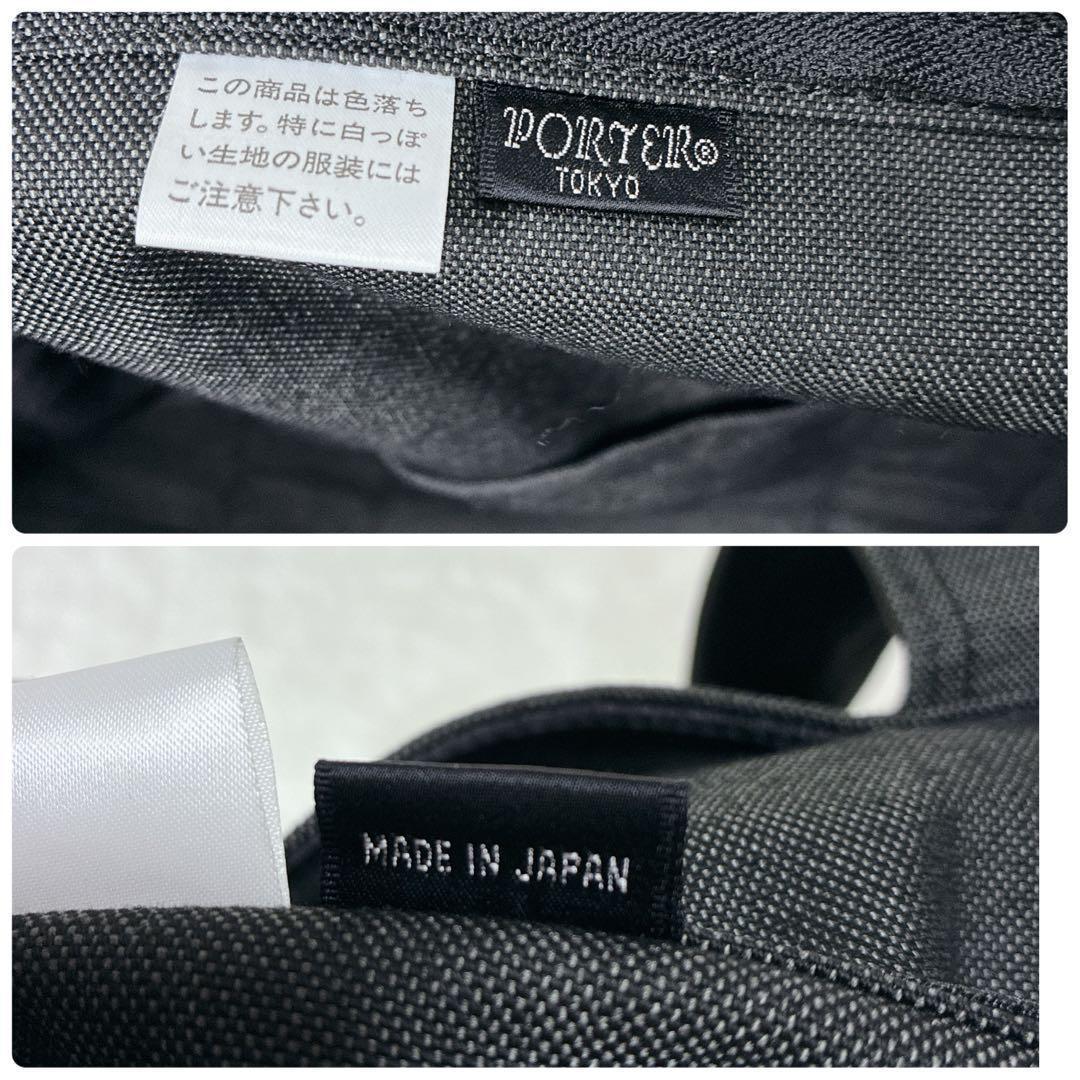 この商品は色落ち
します。特に白っぽ
い生地の服装には
ご注意下さい。
PORTER®
TOKYO
MADE IN JAPAN